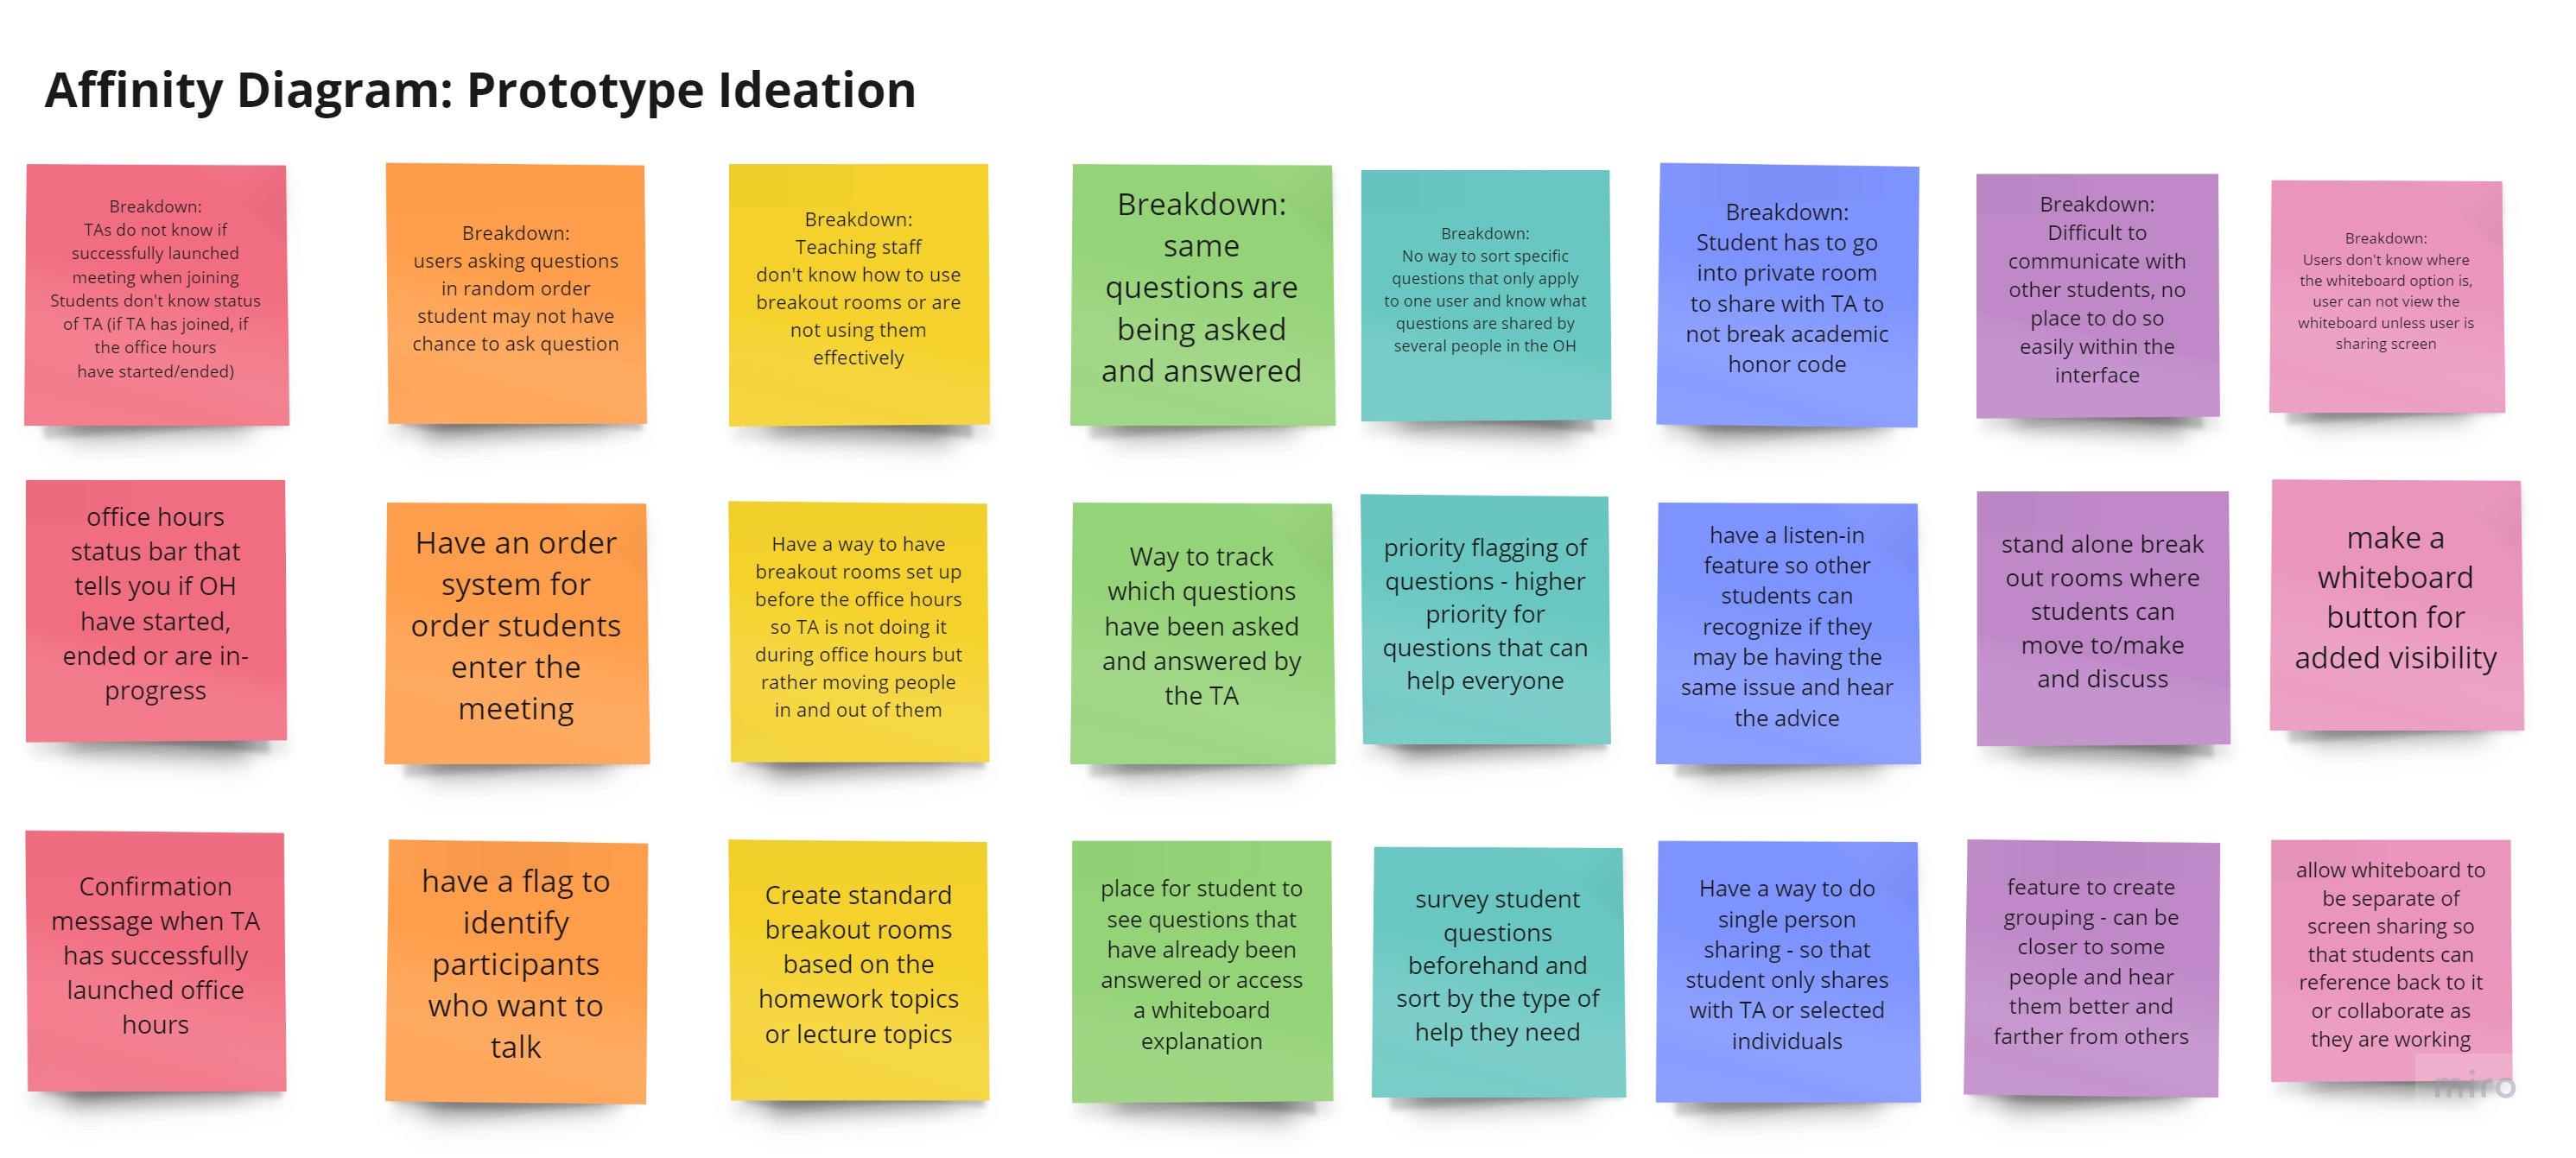 Affinity Diagram: Prototype Ideation
Breakdown:
TAs do not know if
successfully launched
meeting when joining
Students don't know status
of TA (if TA has joined, if
the office hours
have started/ended)
Breakdown:
users asking questions
in random order
student may not have
chance to ask question
Breakdown:
Teaching staff
don't know how to use
breakout rooms or are
not using them
effectively
Breakdown:
same
questions are
being asked
and answered
Breakdown:
No way to sort specific
questions that only apply
to one user and know what
questions are shared by
several people in the OH
Breakdown:
Student has to go
into private room
to share with TA to
not break academic
honor code
Breakdown:
Difficult to
communicate with
other students, no
place to do so
easily within the
interface
Breakdown:
Users don't know where
the whiteboard option is,
user can not view the
whiteboard unless user is
sharing screen
office hours
status bar that
tells you if OH
have started,
ended or are in-
progress
Have an order
system for
order students
enter the
meeting
Have a way to have
breakout rooms set up
before the office hours
so TA is not doing it
during office hours but
rather moving people
in and out of them
Way to track
which questions
have been asked
and answered by
the TA
priority flagging of
questions - higher
priority for
questions that can
help everyone
have a listen-in
feature so other
students can
recognize if they
may be having the
same issue and hear
the advice
stand alone break
out rooms where
students can
move to/make
and discuss
make a
whiteboard
button for
added visibility
Confirmation
message when TA
has successfully
launched office
hours
have a flag to
identify
participants
who want to
talk
Create standard
breakout rooms
based on the
homework topics
or lecture topics
place for student to
see questions that
have already been
answered or access
a whiteboard
explanation
survey student
questions
beforehand and
sort by the type of
help they need
Have a way to do
single person
sharing - so that
student only shares
with TA or selected
individuals
feature to create
grouping - can be
closer to some
people and hear
them better and
farther from others
allow whiteboard to
be separate of
screen sharing so
that students can
reference back to it
or collaborate as
they are working
miro